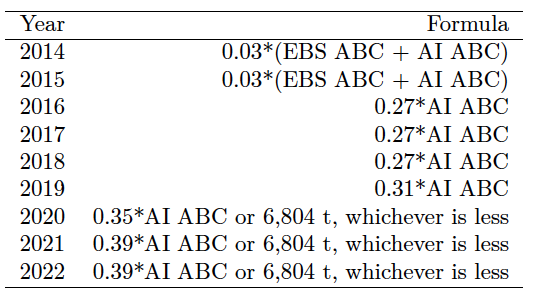 Year Formula
2014 0.03*(EBS ABC + AI ABC)
2015 0.03*(EBS ABC + AI ABC)
2016 0.27*AI ABC
2017 0.27*AI ABC
2018 0.27*AI ABC
2019 0.31*AI ABC
2020 0.35*AI ABC or 6,804 t, whichever is less
2021 0.39*AI ABC or 6,804 t, whichever is less
2022 0.39*AI ABC or 6,804 t, whichever is less